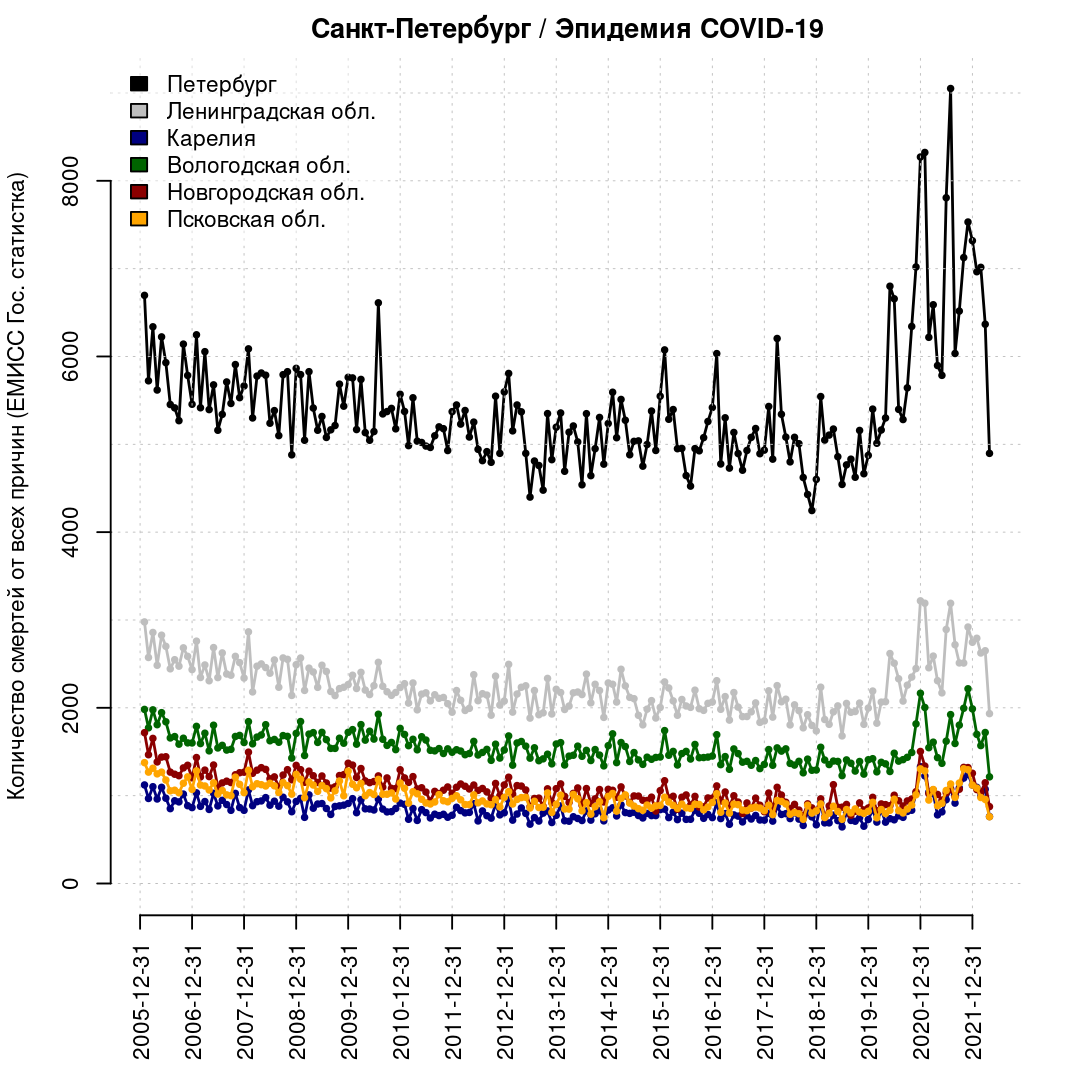 Санкт-Петербург / Эпидемия COVID-19
Петербург
Ленинградская обл.
Карелия
Вологодская обл.
Новгородская обл.
Псковская обл.
Количество смертей от всех причин (ЕМИСС Гос. статистка)
8000
6000
4000
2000
0
2005-12-31
2006-12-31
2007-12-31
2008-12-31
2009-12-31
2010-12-31
2011-12-31
2012-12-31
2013-12-31
2014-12-31
2015-12-31
2016-12-31
2017-12-31
2018-12-31
2019-12-31
2020-12-31
2021-12-31